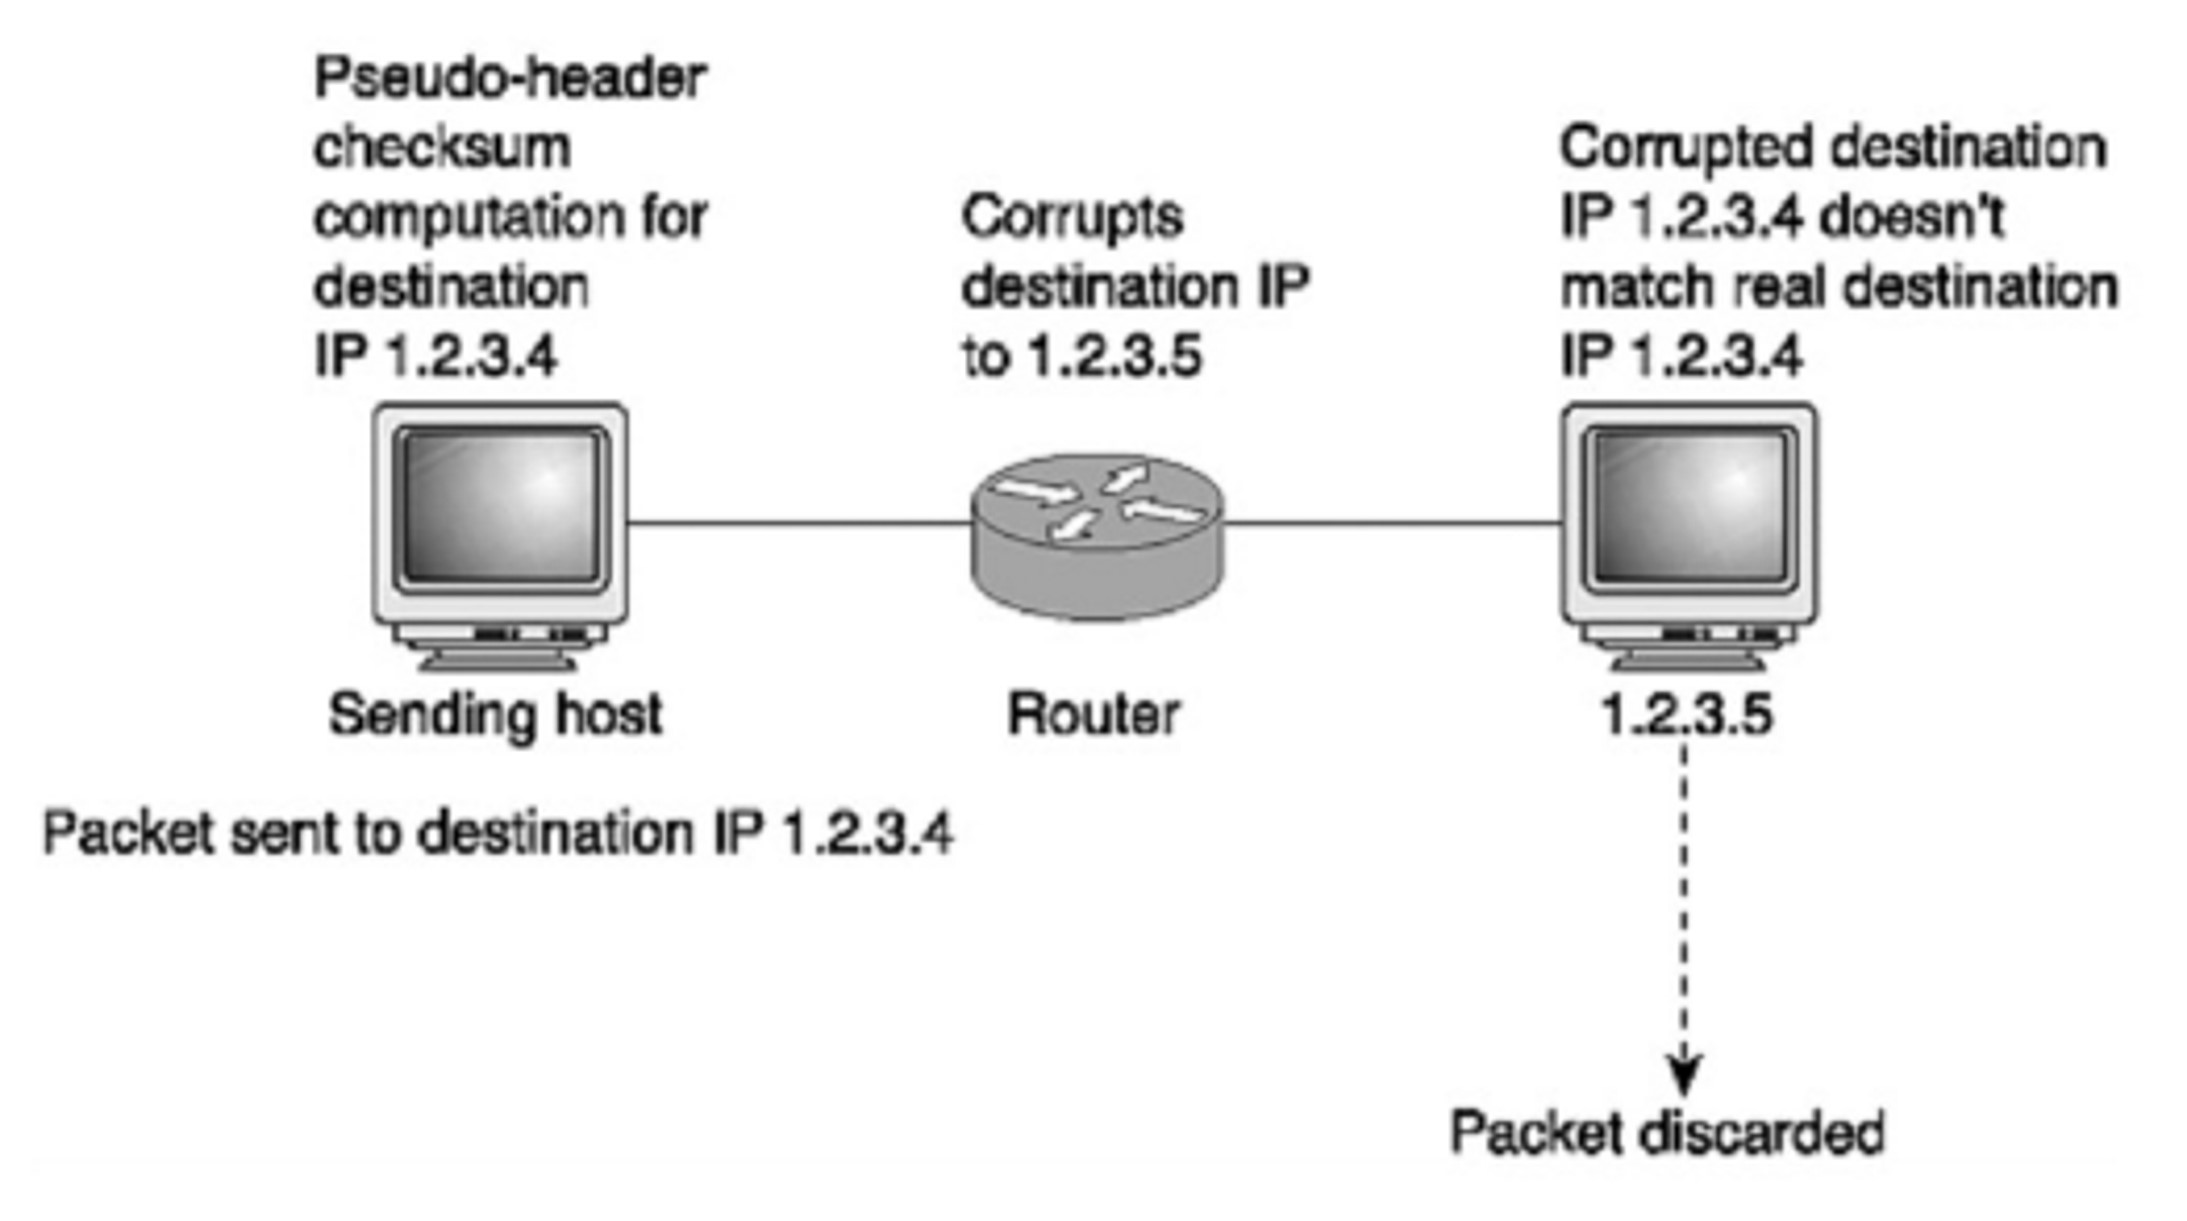 Pseudo-header
checksum
computation for
destination
IP 1.2.3.4
Corrupts
destination IP
to 1.2.3.5
Corrupted destination
IP 1.2.3.4 doesn't
match real destination
IP 1.2.3.4
Sending host
Router
1.2.3.5
Packet sent to destination IP 1.2.3.4
Packet discarded